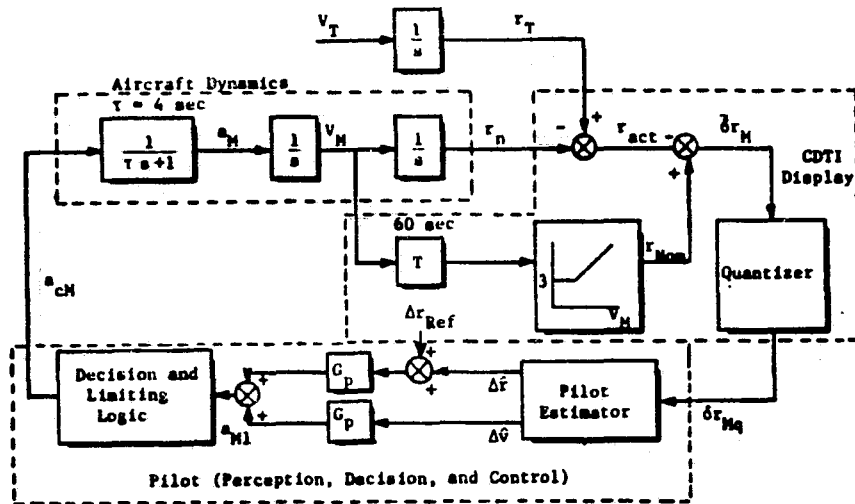 V_T
1/s
r_T
Aircraft Dynamics
τ = 4 sec
1/(τs+1)
a_M
1/s
V_M
1/s
r_n
-
+
r_act
-
+
δ̃r_M
CDTI
Display
60 sec
T
3
V_M
r_Nom
Quantizer
a_cM
Δr_Ref
Decision and
Limiting
Logic
+
+
G_p
+
+
Δr̂
Pilot
Estimator
G_p
Δv̂
a_M1
δr_Mq
Pilot (Perception, Decision, and Control)